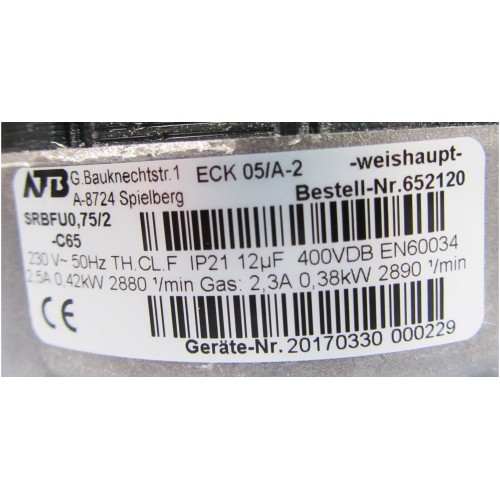 ATB G.Bauknechtstr.1 ECK 05/A-2 -weishaupt-
A-8724 Spielberg Bestell-Nr.652120
SRBFU0,75/2
-C65
230 V~ 50Hz TH.CL.F IP21 12µF 400VDB EN60034
2,5A 0,42kW 2880 ¹/min Gas: 2,3A 0,38kW 2890 ¹/min
CE
Geräte-Nr. 20170330 000229